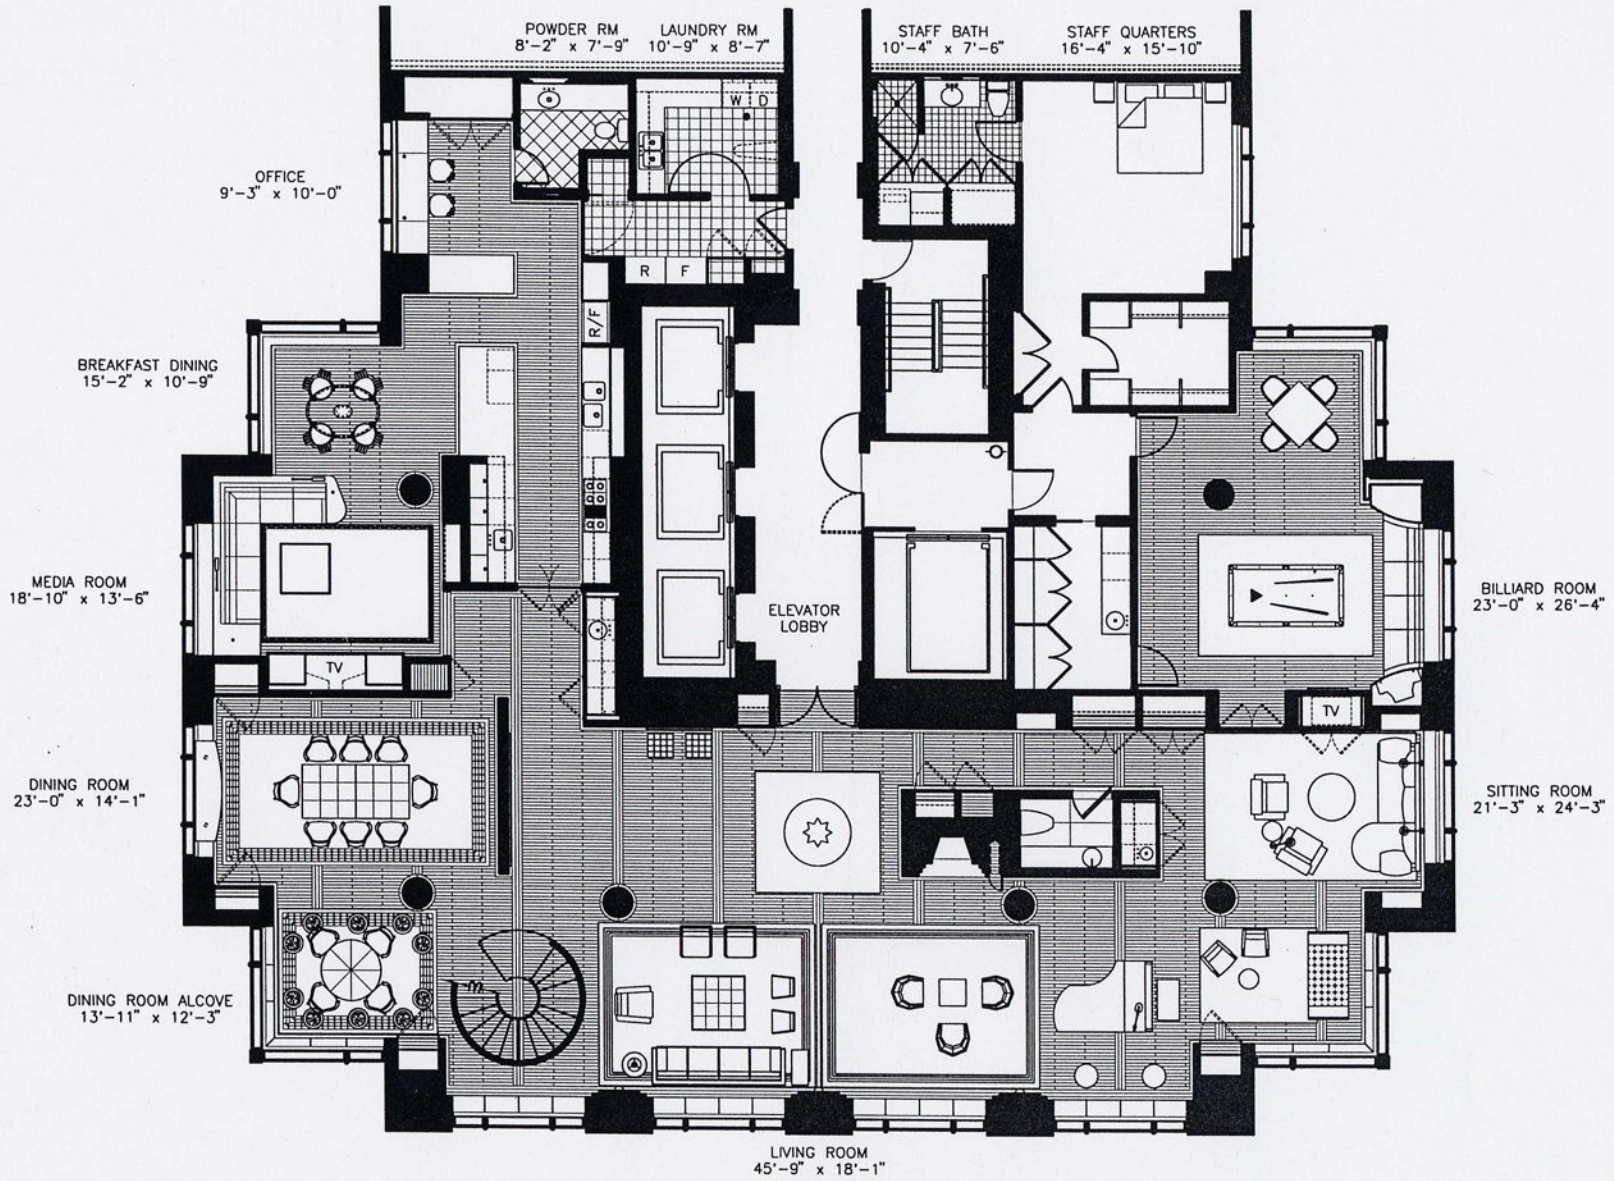 POWDER RM
8'-2" x 7'-9"
LAUNDRY RM
10'-9" x 8'-7"
STAFF BATH
10'-4" x 7'-6"
STAFF QUARTERS
16'-4" x 15'-10"
W D
OFFICE
9'-3" x 10'-0"
R F
R/F
BREAKFAST DINING
15'-2" x 10'-9"
MEDIA ROOM
18'-10" x 13'-6"
ELEVATOR
LOBBY
BILLIARD ROOM
23'-0" x 26'-4"
TV
TV
DINING ROOM
23'-0" x 14'-1"
SITTING ROOM
21'-3" x 24'-3"
DINING ROOM ALCOVE
13'-11" x 12'-3"
LIVING ROOM
45'-9" x 18'-1"